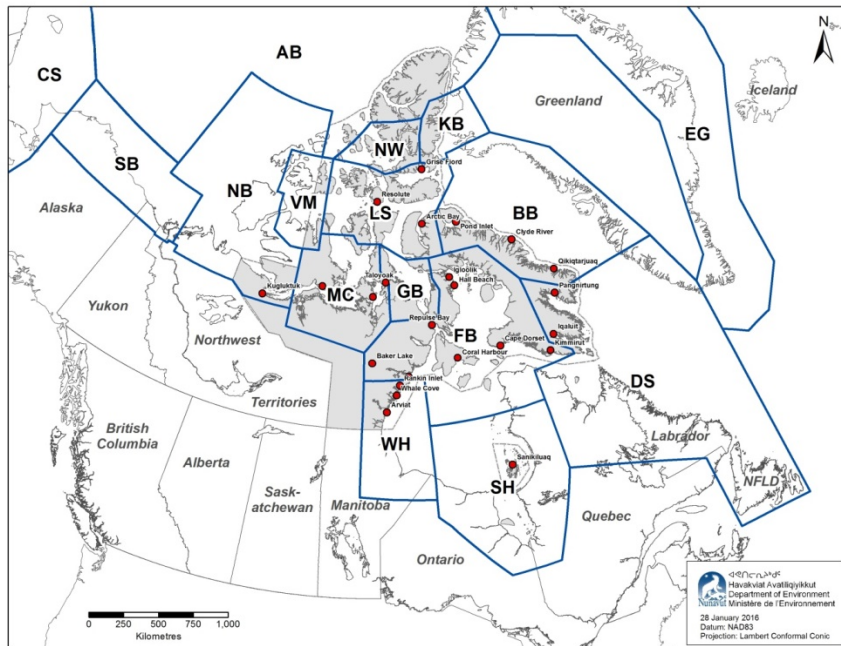 N
AB
CS
Iceland
Greenland
KB
EG
NW
SB
Grise Fiord
NB
VM
Resolute
BB
Alaska
LS
Arctic Bay
Pond Inlet
Clyde River
Qikiqtarjuaq
Igloolik
Taloyoak
Hall Beach
Kugluktuk
MC
GB
Pangnirtung
Yukon
Repulse Bay
Iqaluit
Northwest
FB
Cape Dorset
Kimmirut
Baker Lake
Coral Harbour
Rankin Inlet
Whale Cove
DS
Territories
Arviat
British
Columbia
WH
Labrador
Alberta
Sanikiluaq
Sask-
atchewan
SH
NFLD
Manitoba
Quebec
Ontario
Nunavut
Havakviat Avatiliqiyikkut
Department of Environment
Ministère de l'Environnement
28 January 2016
Datum: NAD83
Projection: Lambert Conformal Conic
0 250 500 1,000
Kilometres